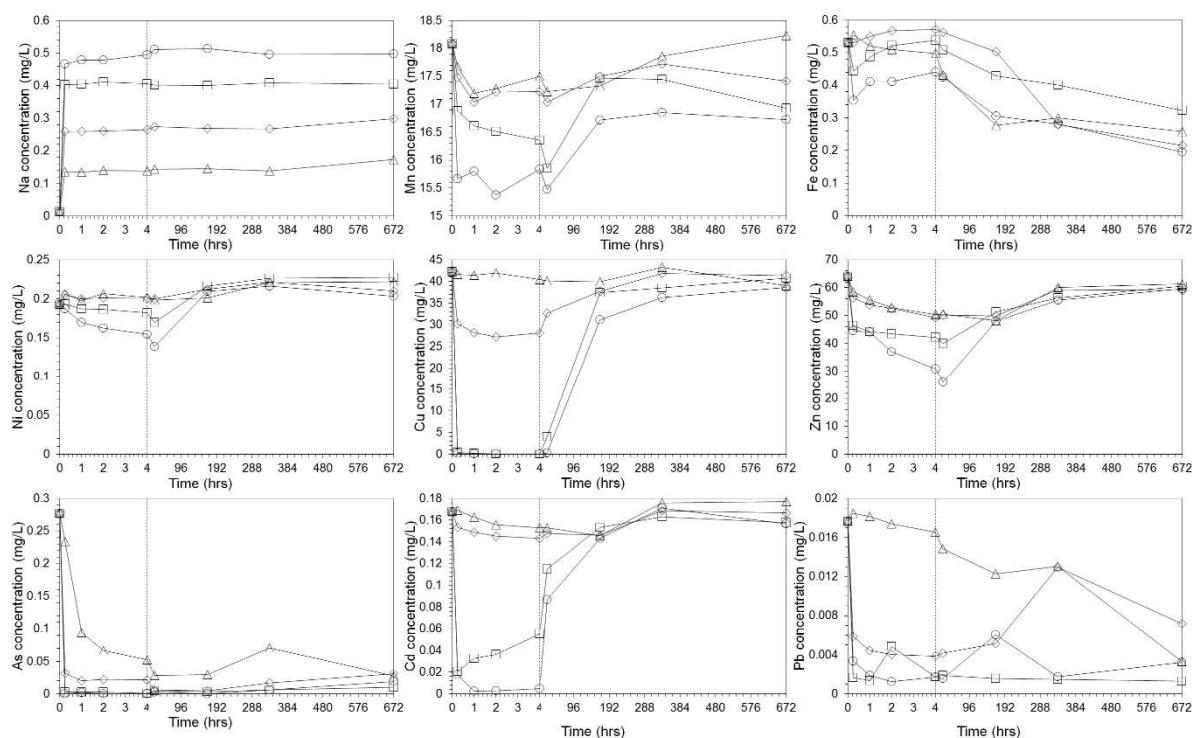 Na concentration (mg/L)
0.6
0.5
0.4
0.3
0.2
0.1
0
0 1 2 3 4 96 192 288 384 480 576 672
Time (hrs)
Mn concentration (mg/L)
18.5
18
17.5
17
16.5
16
15.5
15
0 1 2 3 4 96 192 288 384 480 576 672
Time (hrs)
Fe concentration (mg/L)
0.6
0.5
0.4
0.3
0.2
0.1
0
0 1 2 3 4 96 192 288 384 480 576 672
Time (hrs)
Ni concentration (mg/L)
0.25
0.2
0.15
0.1
0.05
0
0 1 2 3 4 96 192 288 384 480 576 672
Time (hrs)
Cu concentration (mg/L)
45
40
35
30
25
20
15
10
5
0
0 1 2 3 4 96 192 288 384 480 576 672
Time (hrs)
Zn concentration (mg/L)
70
60
50
40
30
20
10
0
0 1 2 3 4 96 192 288 384 480 576 672
Time (hrs)
As concentration (mg/L)
0.3
0.25
0.2
0.15
0.1
0.05
0
0 1 2 3 4 96 192 288 384 480 576 672
Time (hrs)
Cd concentration (mg/L)
0.18
0.16
0.14
0.12
0.1
0.08
0.06
0.04
0.02
0
0 1 2 3 4 96 192 288 384 480 576 672
Time (hrs)
Pb concentration (mg/L)
0.02
0.016
0.012
0.008
0.004
0
0 1 2 3 4 96 192 288 384 480 576 672
Time (hrs)